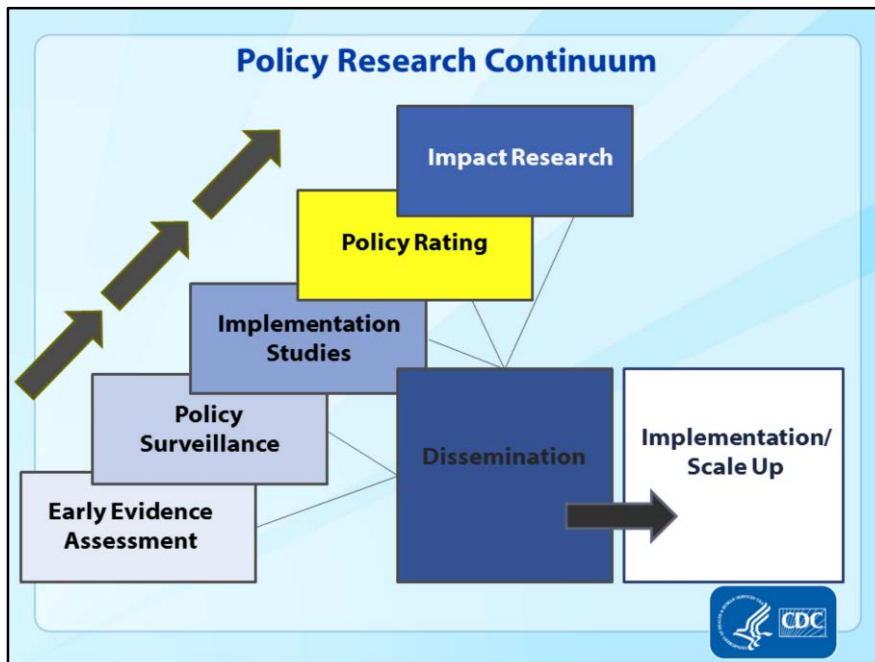 Policy Research Continuum
Impact Research
Policy Rating
Implementation
Studies
Policy
Surveillance
Early Evidence
Assessment
Dissemination
Implementation/
Scale Up
CDC